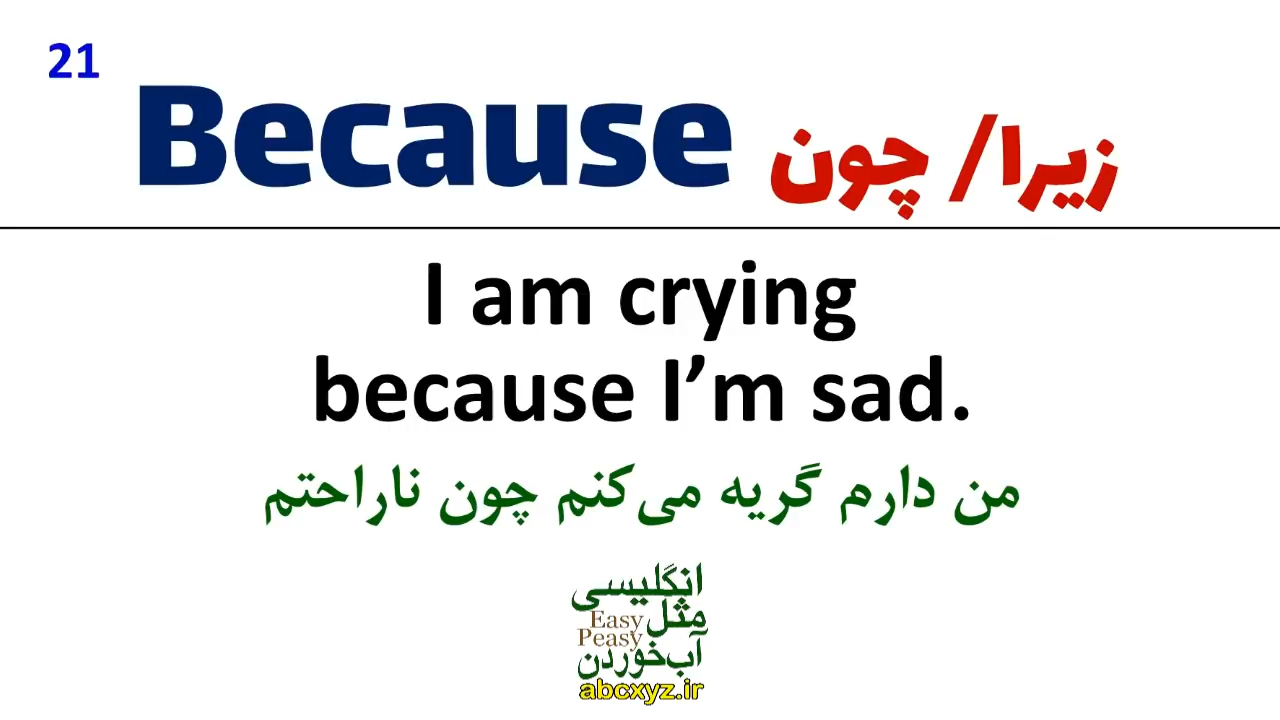 21
Because زیرا/ چون
I am crying
because I’m sad.
من دارم گریه می‌کنم چون ناراحتم
انگلیسی
مثل
Easy
Peasy
آب‌خوردن
abcxyz.ir